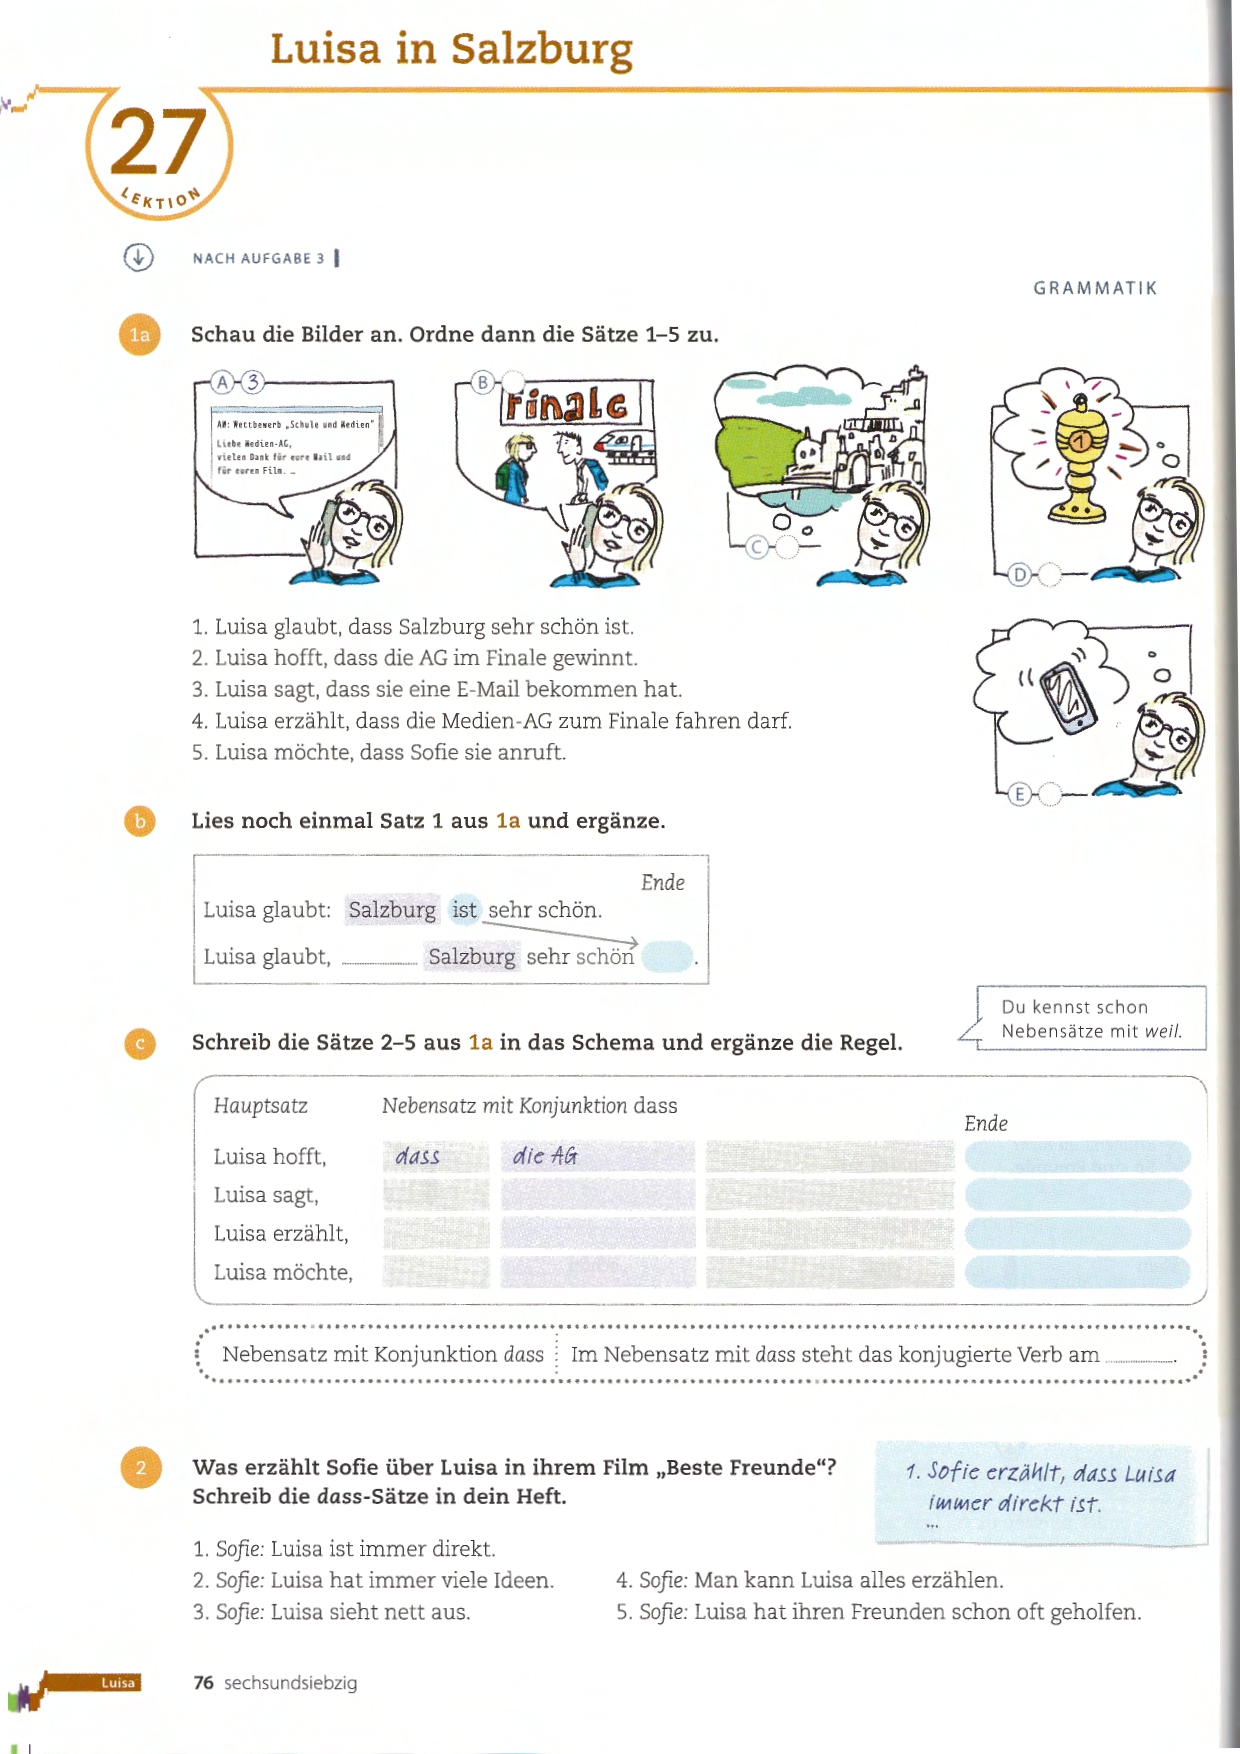 Luisa in Salzburg
27
LEKTION
NACH AUFGABE 3
GRAMMATIK
1a Schau die Bilder an. Ordne dann die Sätze 1–5 zu.
A 3
AW: Wettbewerb „Schule und Medien"
Liebe Medien-AG,
vielen Dank für eure Mail und
für euren Film. …
B
Finale
C
1
D
1. Luisa glaubt, dass Salzburg sehr schön ist.
2. Luisa hofft, dass die AG im Finale gewinnt.
3. Luisa sagt, dass sie eine E-Mail bekommen hat.
4. Luisa erzählt, dass die Medien-AG zum Finale fahren darf.
5. Luisa möchte, dass Sofie sie anruft.
E
b Lies noch einmal Satz 1 aus 1a und ergänze.
Ende
Luisa glaubt: Salzburg ist sehr schön.
Luisa glaubt, ________ Salzburg sehr schön .
Du kennst schon
Nebensätze mit weil.
c Schreib die Sätze 2–5 aus 1a in das Schema und ergänze die Regel.
Hauptsatz Nebensatz mit Konjunktion dass
Ende
Luisa hofft, dass die AG
Luisa sagt,
Luisa erzählt,
Luisa möchte,
Nebensatz mit Konjunktion dass Im Nebensatz mit dass steht das konjugierte Verb am ________.
2 Was erzählt Sofie über Luisa in ihrem Film „Beste Freunde"?
Schreib die dass-Sätze in dein Heft.
1. Sofie erzählt, dass Luisa
immer direkt ist.
...
1. Sofie: Luisa ist immer direkt.
2. Sofie: Luisa hat immer viele Ideen.
3. Sofie: Luisa sieht nett aus.
4. Sofie: Man kann Luisa alles erzählen.
5. Sofie: Luisa hat ihren Freunden schon oft geholfen.
Luisa
76 sechsundsiebzig